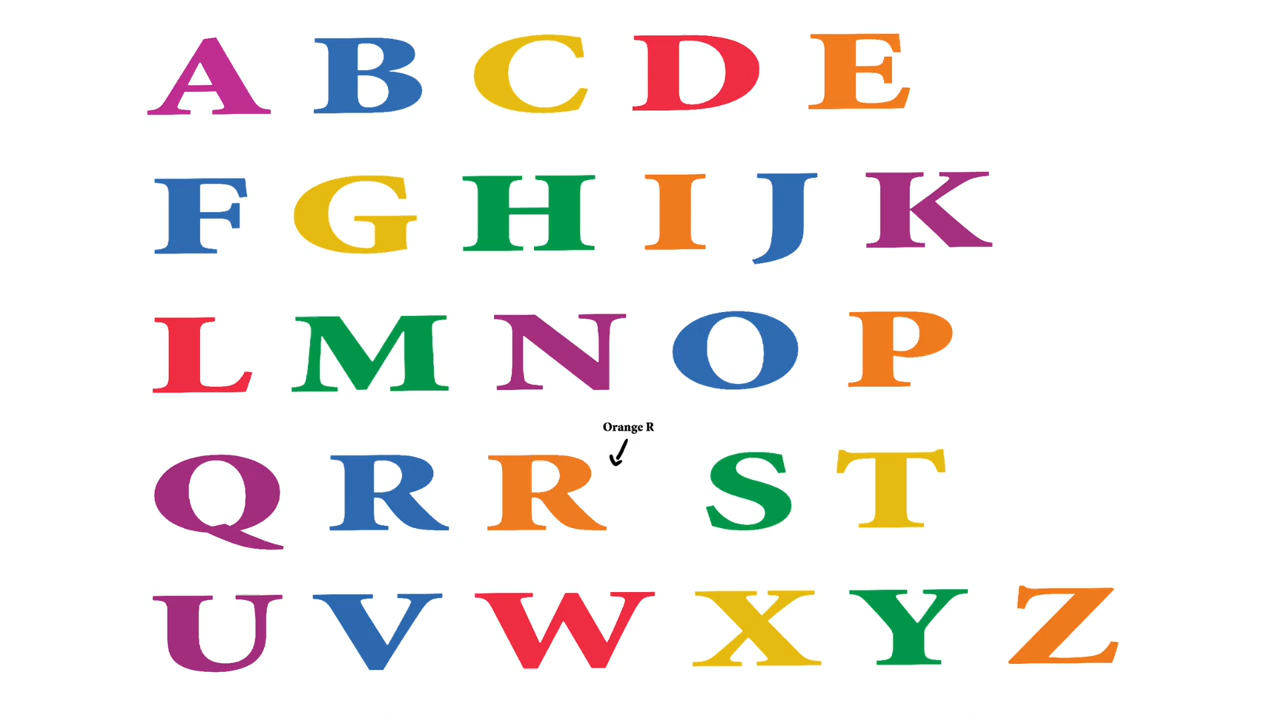 A B C D E
F G H I J K
L M N O P
Orange R
Q R R S T
U V W X Y Z